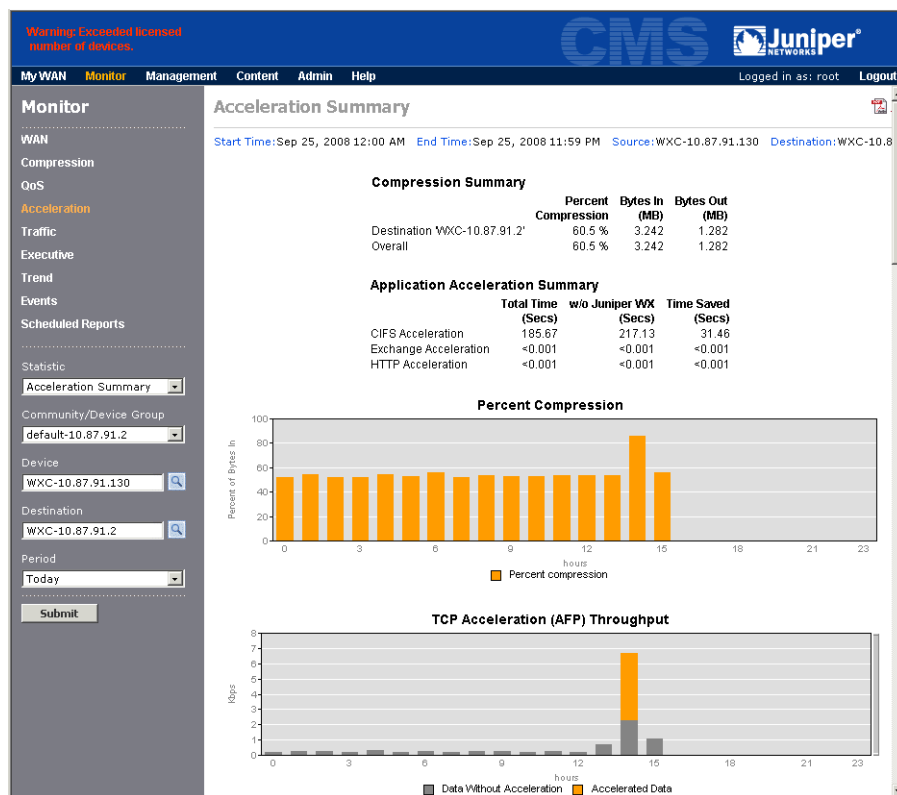 Warning: Exceeded licensed
number of devices.
CMS
Juniper®
NETWORKS
My WAN Monitor Management Content Admin Help Logged in as: root Logout
Monitor
WAN
Compression
QoS
Acceleration
Traffic
Executive
Trend
Events
Scheduled Reports
Statistic
Acceleration Summary
Community/Device Group
default-10.87.91.2
Device
WXC-10.87.91.130
Destination
WXC-10.87.91.2
Period
Today
Submit
Acceleration Summary
Start Time:Sep 25, 2008 12:00 AM End Time:Sep 25, 2008 11:59 PM Source:WXC-10.87.91.130 Destination:WXC-10.8
Compression Summary
Percent Bytes In Bytes Out
Compression (MB) (MB)
Destination 'WXC-10.87.91.2' 60.5 % 3.242 1.282
Overall 60.5 % 3.242 1.282
Application Acceleration Summary
Total Time w/o Juniper WX Time Saved
(Secs) (Secs) (Secs)
CIFS Acceleration 185.67 217.13 31.46
Exchange Acceleration <0.001 <0.001 <0.001
HTTP Acceleration <0.001 <0.001 <0.001
Percent Compression
Percent of Bytes In
100
80
60
40
20
0
0 3 6 9 12 15 18 21 23
hours
Percent compression
TCP Acceleration (AFP) Throughput
Kbps
8
7
6
5
4
3
2
1
0
0 3 6 9 12 15 18 21 23
hours
Data Without Acceleration Accelerated Data